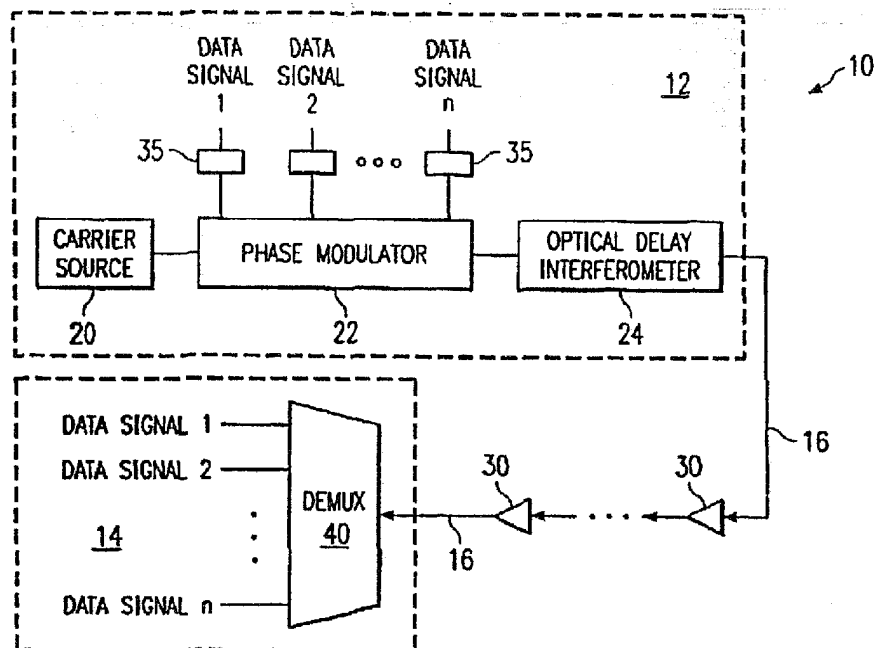 DATA SIGNAL 1
DATA SIGNAL 2
DATA SIGNAL n
12
10
35
35
CARRIER SOURCE
PHASE MODULATOR
OPTICAL DELAY INTERFEROMETER
20
22
24
16
DATA SIGNAL 1
DATA SIGNAL 2
14
DATA SIGNAL n
DEMUX
40
30
30
16